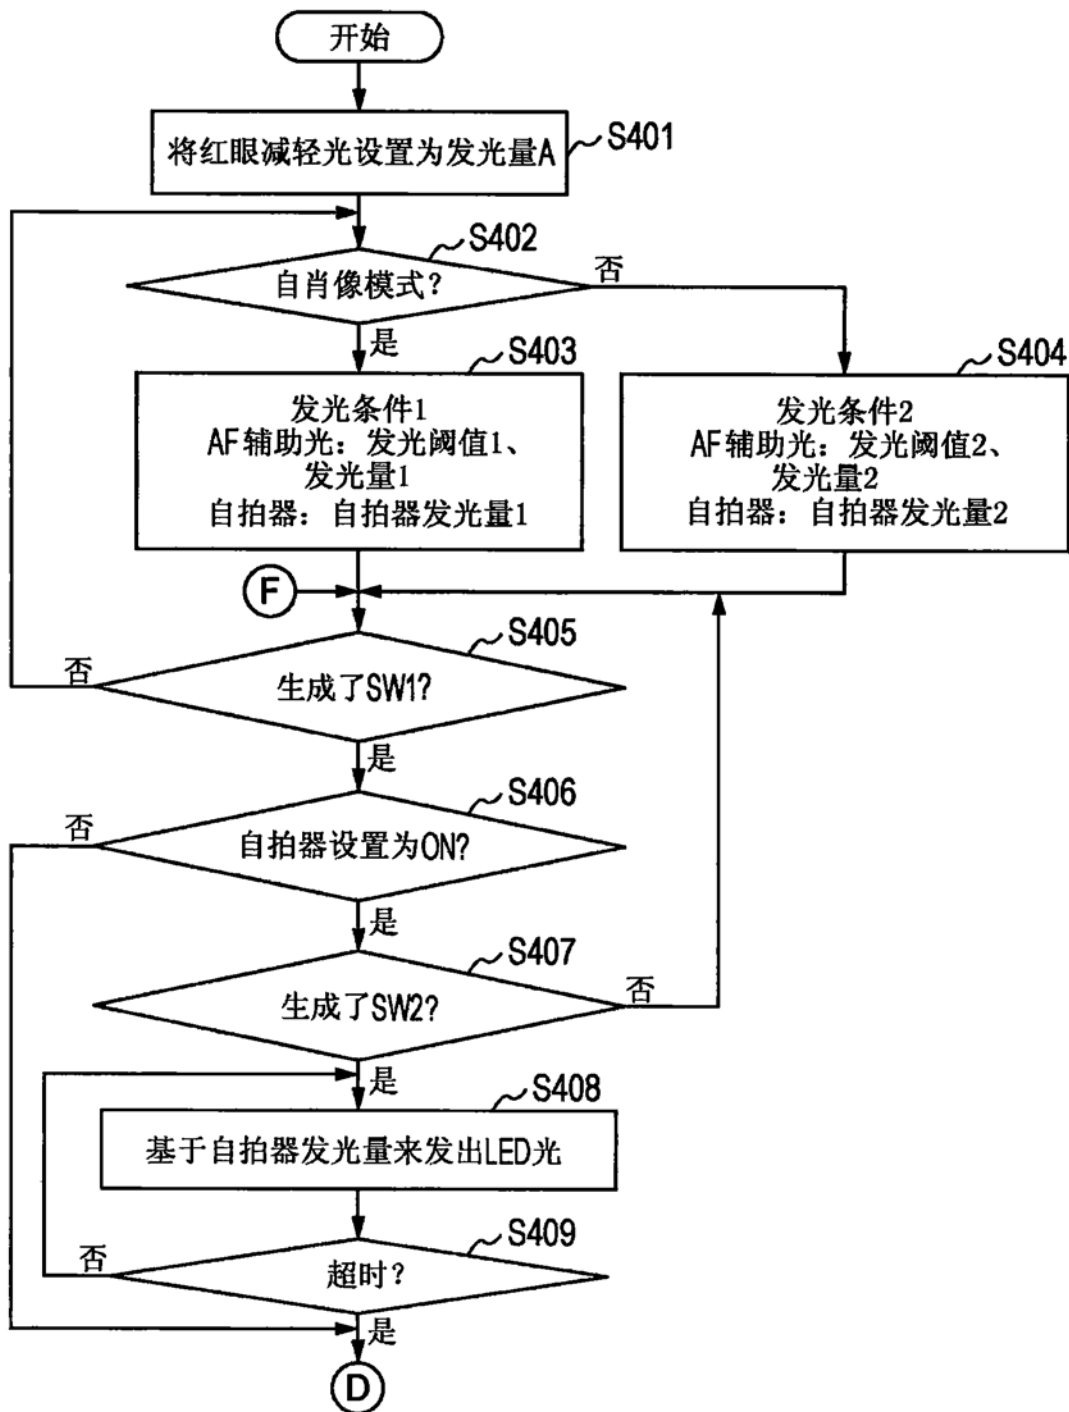 开始
将红眼减轻光设置为发光量A
S401
S402
自肖像模式?
否
是
S403
发光条件1
AF辅助光：发光阈值1、
发光量1
自拍器：自拍器发光量1
S404
发光条件2
AF辅助光：发光阈值2、
发光量2
自拍器：自拍器发光量2
F
S405
否
生成了SW1?
是
S406
否
自拍器设置为ON?
是
S407
生成了SW2?
否
是
S408
基于自拍器发光量来发出LED光
S409
否
超时?
是
D